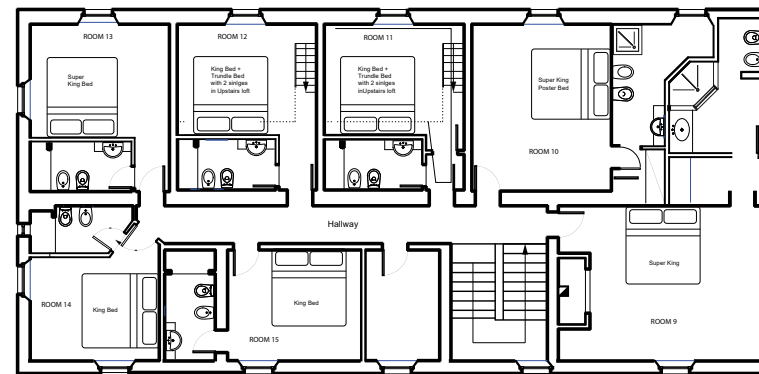 ROOM 13
ROOM 12
ROOM 11
Super
King Bed
King Bed +
Trundle Bed
with 2 sinlges
in Upstairs loft
King Bed +
Trundle Bed
with 2 sinlges
inUpstairs loft
Super King
Poster Bed
ROOM 10
Hallway
Super King
ROOM 14
King Bed
King Bed
ROOM 15
ROOM 9